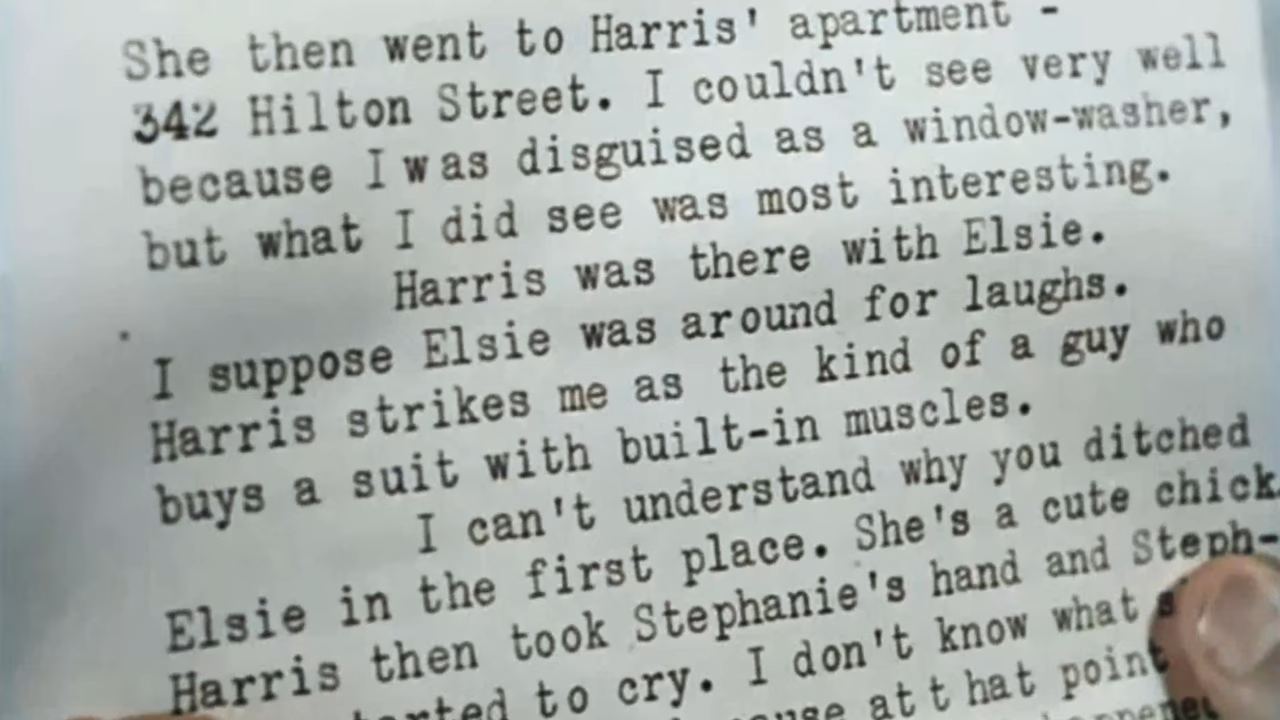 She then went to Harris' apartment -
342 Hilton Street. I couldn't see very well
because I was disguised as a window-washer,
but what I did see was most interesting.
Harris was there with Elsie.
I suppose Elsie was around for laughs.
Harris strikes me as the kind of a guy who
buys a suit with built-in muscles.
I can't understand why you ditched
Elsie in the first place. She's a cute chick
Harris then took Stephanie's hand and Steph-
to cry. I don't know what
at t hat point